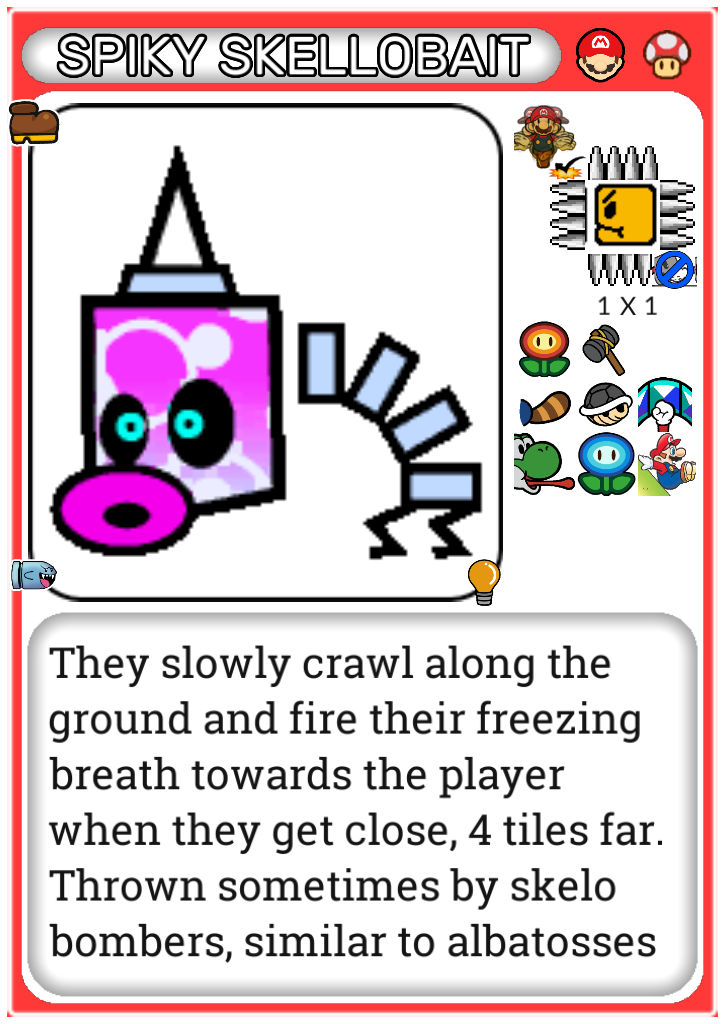 SPIKY SKELLOBAIT
1 X 1
They slowly crawl along the
ground and fire their freezing
breath towards the player
when they get close, 4 tiles far.
Thrown sometimes by skelo
bombers, similar to albatosses